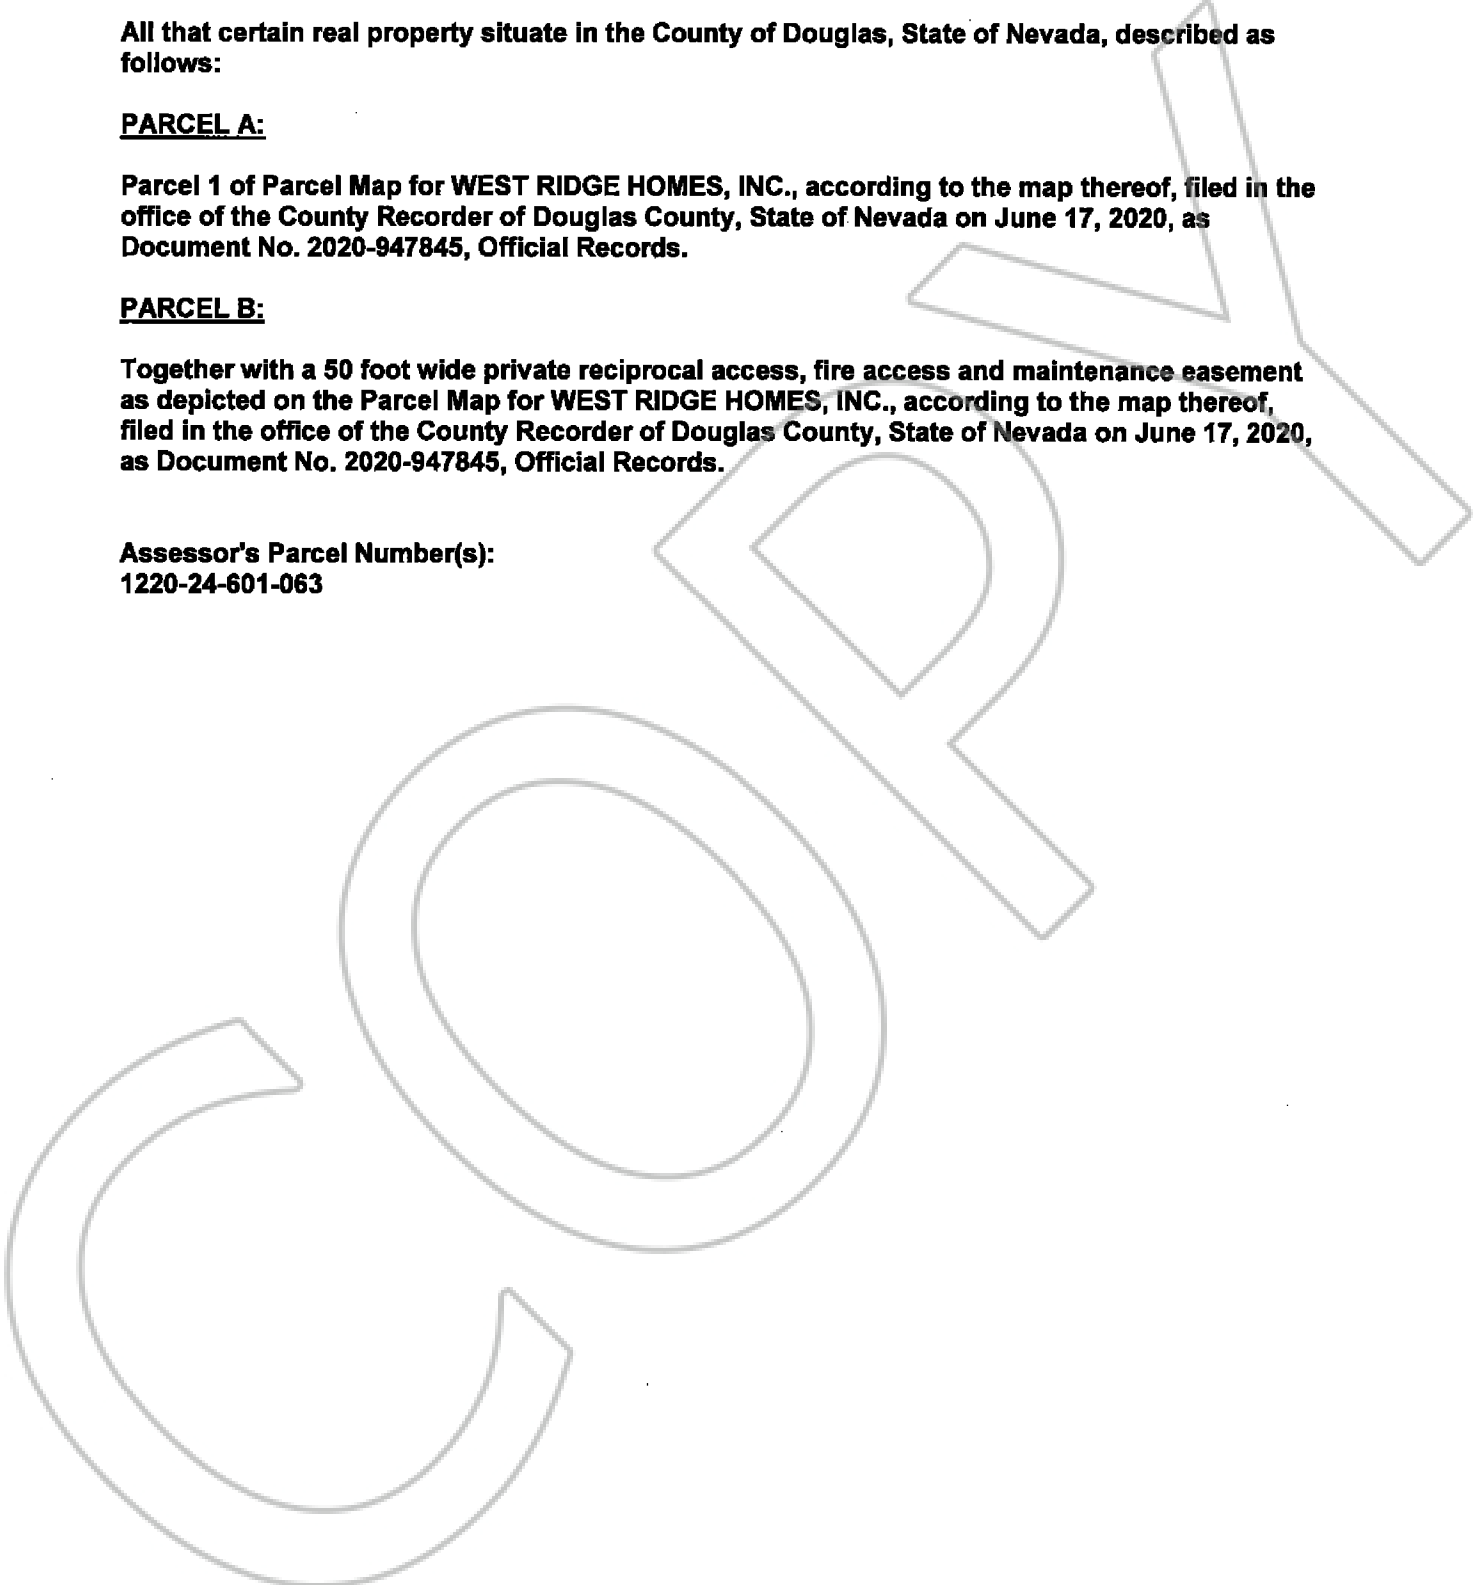 All that certain real property situate in the County of Douglas, State of Nevada, described as
follows:
PARCEL A:
Parcel 1 of Parcel Map for WEST RIDGE HOMES, INC., according to the map thereof, filed in the
office of the County Recorder of Douglas County, State of Nevada on June 17, 2020, as
Document No. 2020-947845, Official Records.
PARCEL B:
Together with a 50 foot wide private reciprocal access, fire access and maintenance easement
as depicted on the Parcel Map for WEST RIDGE HOMES, INC., according to the map thereof,
filed in the office of the County Recorder of Douglas County, State of Nevada on June 17, 2020,
as Document No. 2020-947845, Official Records.
Assessor's Parcel Number(s):
1220-24-601-063
COPY